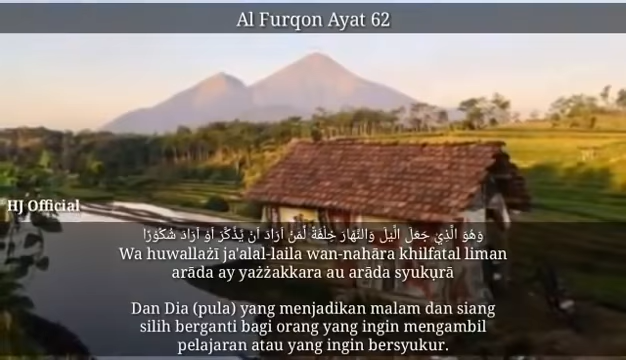 Al Furqon Ayat 62
HJ Official
وَهُوَ الَّذِيْ جَعَلَ الَّيْلَ وَالنَّهَارَ خِلْفَةً لِّمَنْ اَرَادَ اَنْ يَّذَّكَّرَ اَوْ اَرَادَ شُكُوْرًا
Wa huwallażī ja'alal-laila wan-nahāra khilfatal liman
arāda ay yażżakkara au arāda syukụrā
Dan Dia (pula) yang menjadikan malam dan siang
silih berganti bagi orang yang ingin mengambil
pelajaran atau yang ingin bersyukur.